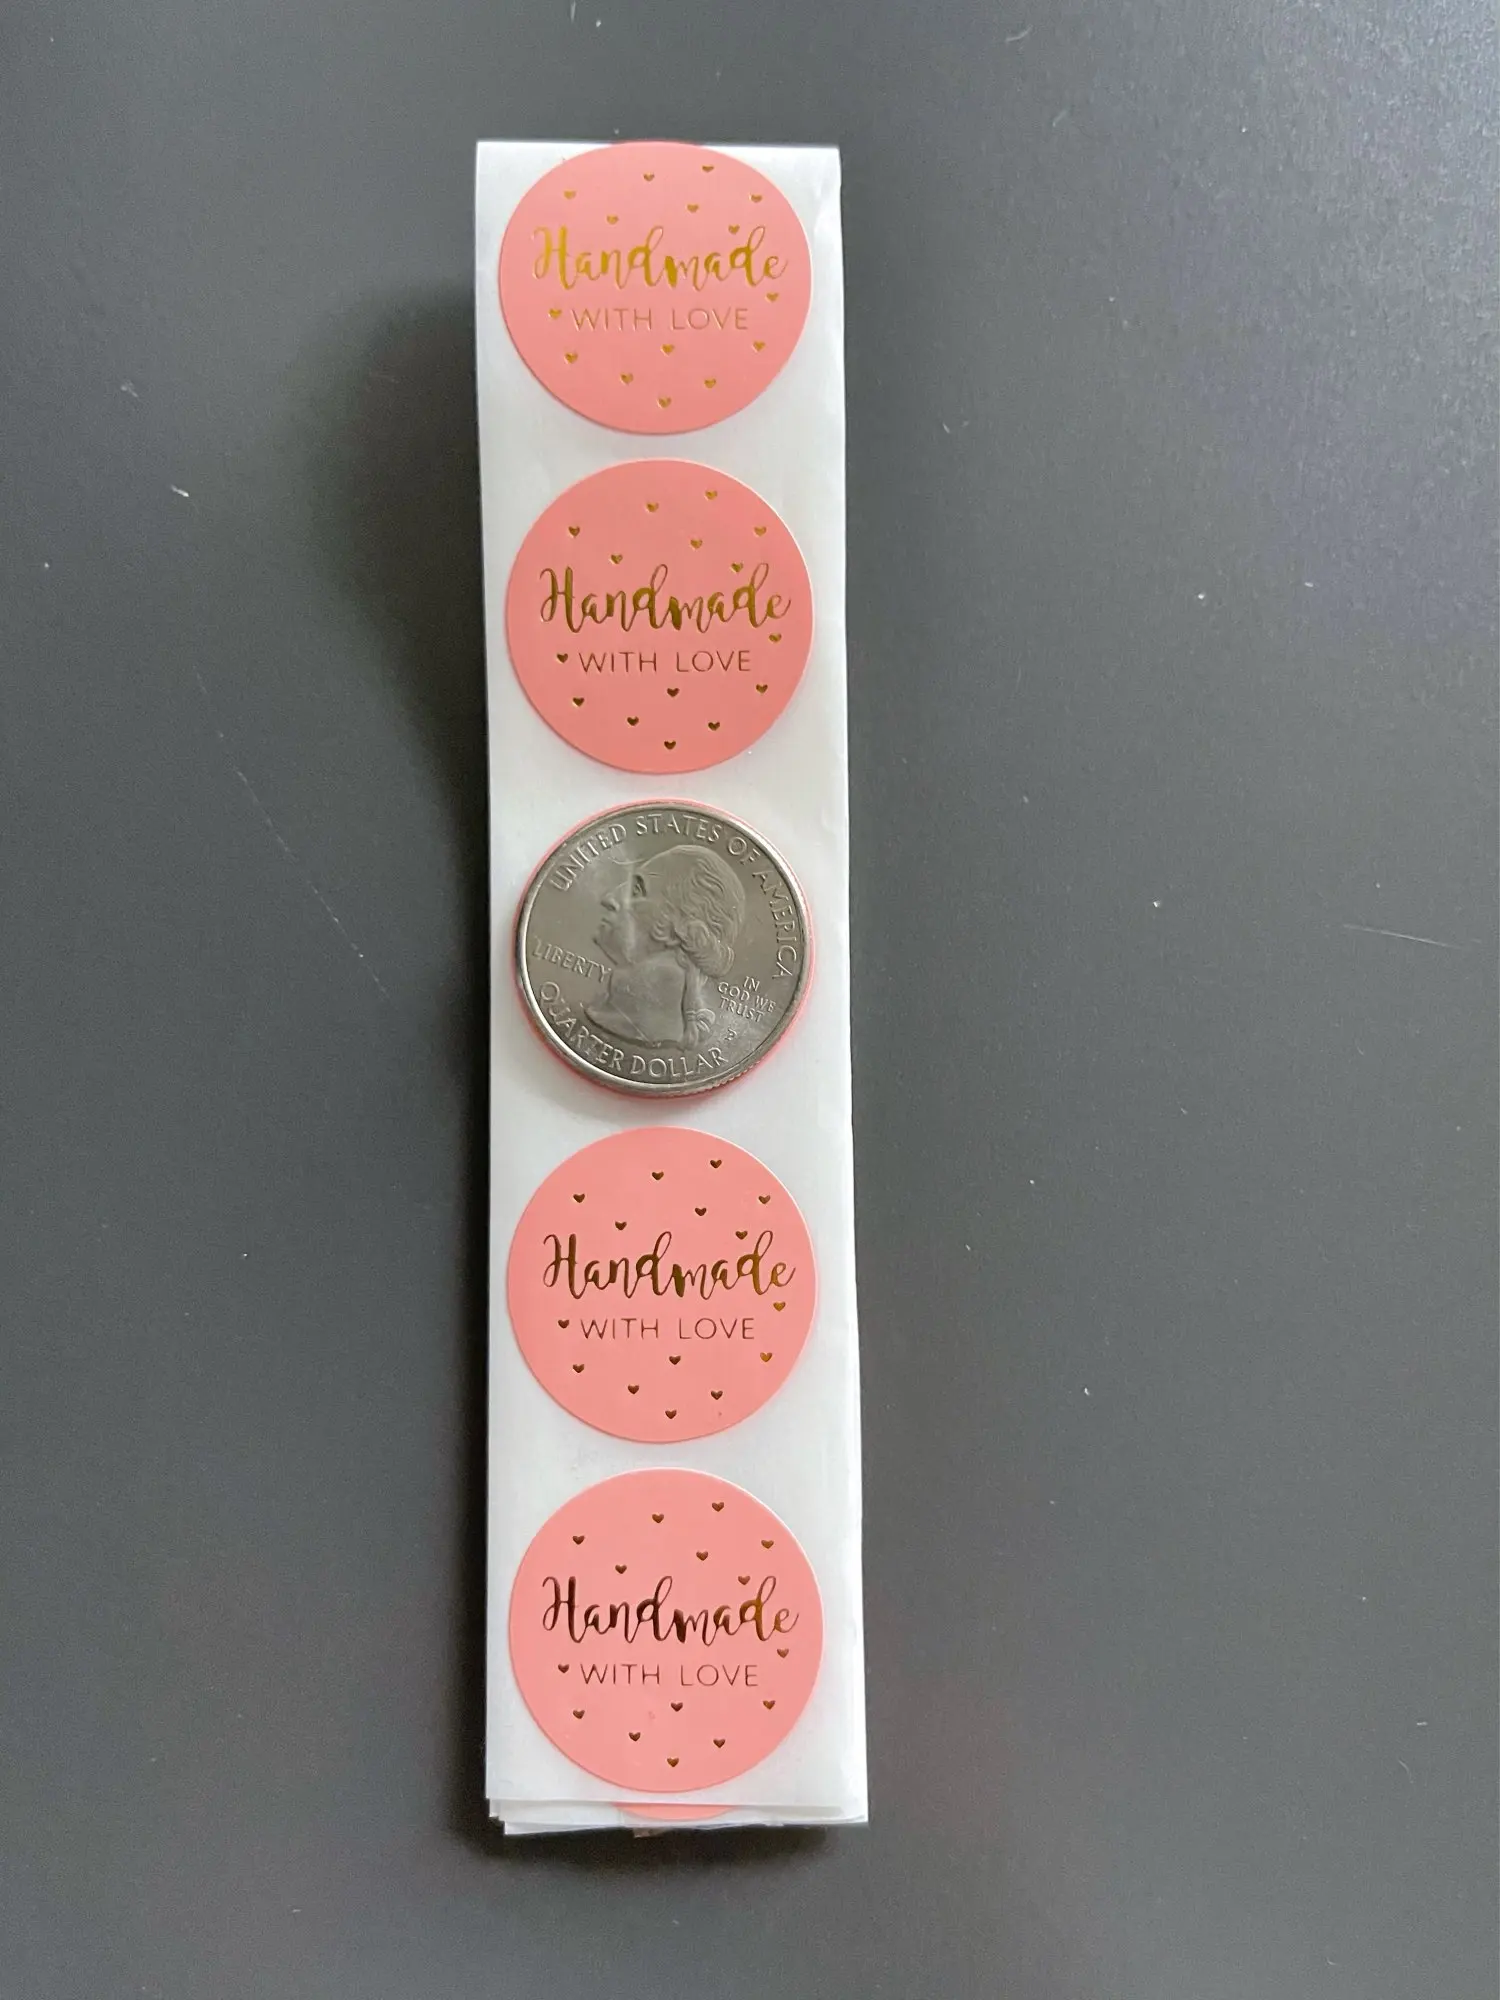 Handmade
WITH LOVE
Handmade
WITH LOVE
UNITED STATES OF AMERICA
LIBERTY
IN
GOD WE
TRUST
P
QUARTER DOLLAR
Handmade
WITH LOVE
Handmade
WITH LOVE